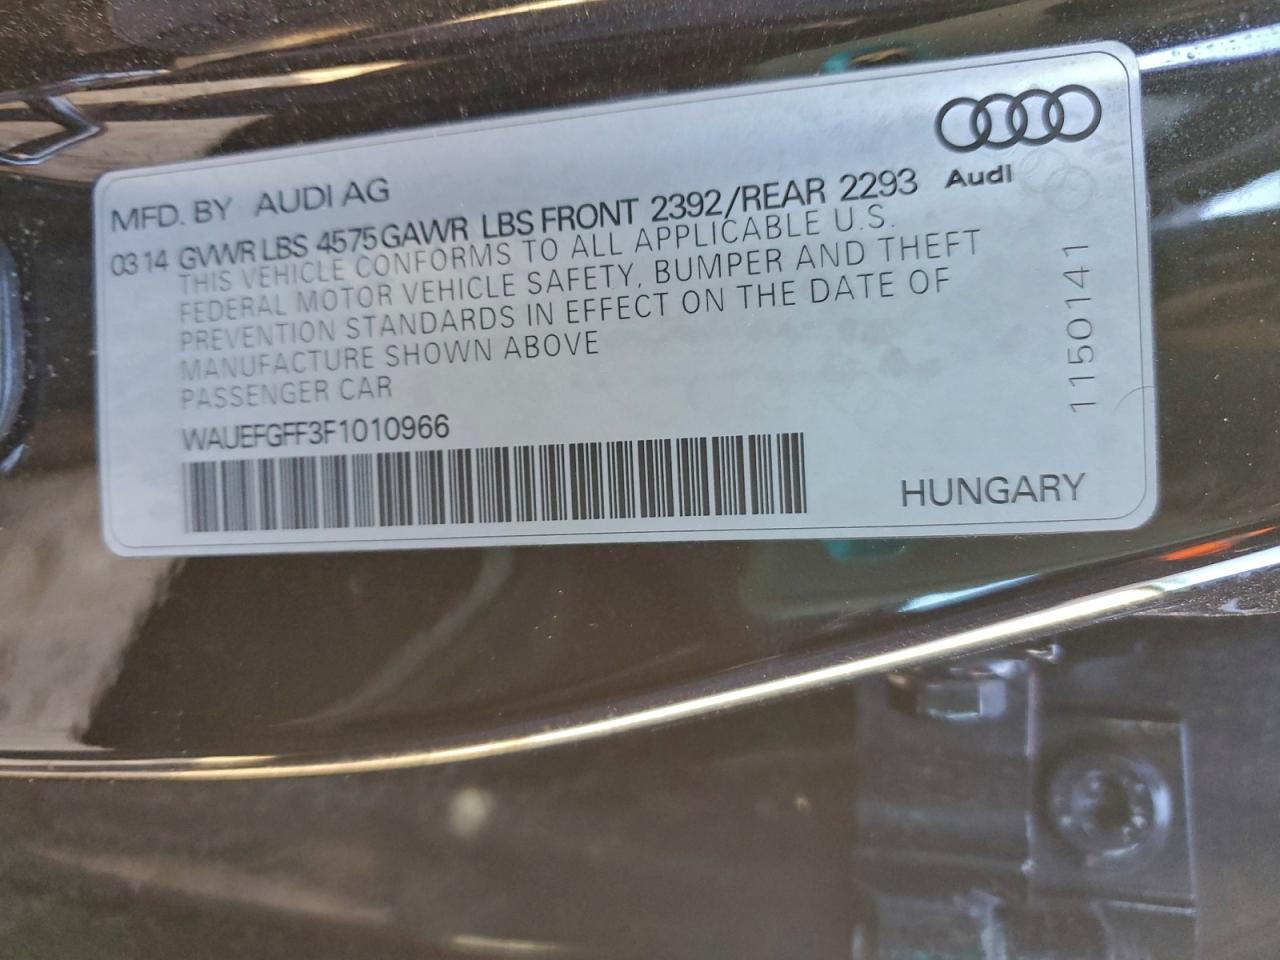 Audi
MFD. BY AUDI AG
03 14 GVWR LBS 4575 GAWR LBS FRONT 2392/REAR 2293
THIS VEHICLE CONFORMS TO ALL APPLICABLE U.S.
FEDERAL MOTOR VEHICLE SAFETY, BUMPER AND THEFT
PREVENTION STANDARDS IN EFFECT ON THE DATE OF
MANUFACTURE SHOWN ABOVE
PASSENGER CAR
WAUEFGFF3F1010966
HUNGARY
1150141